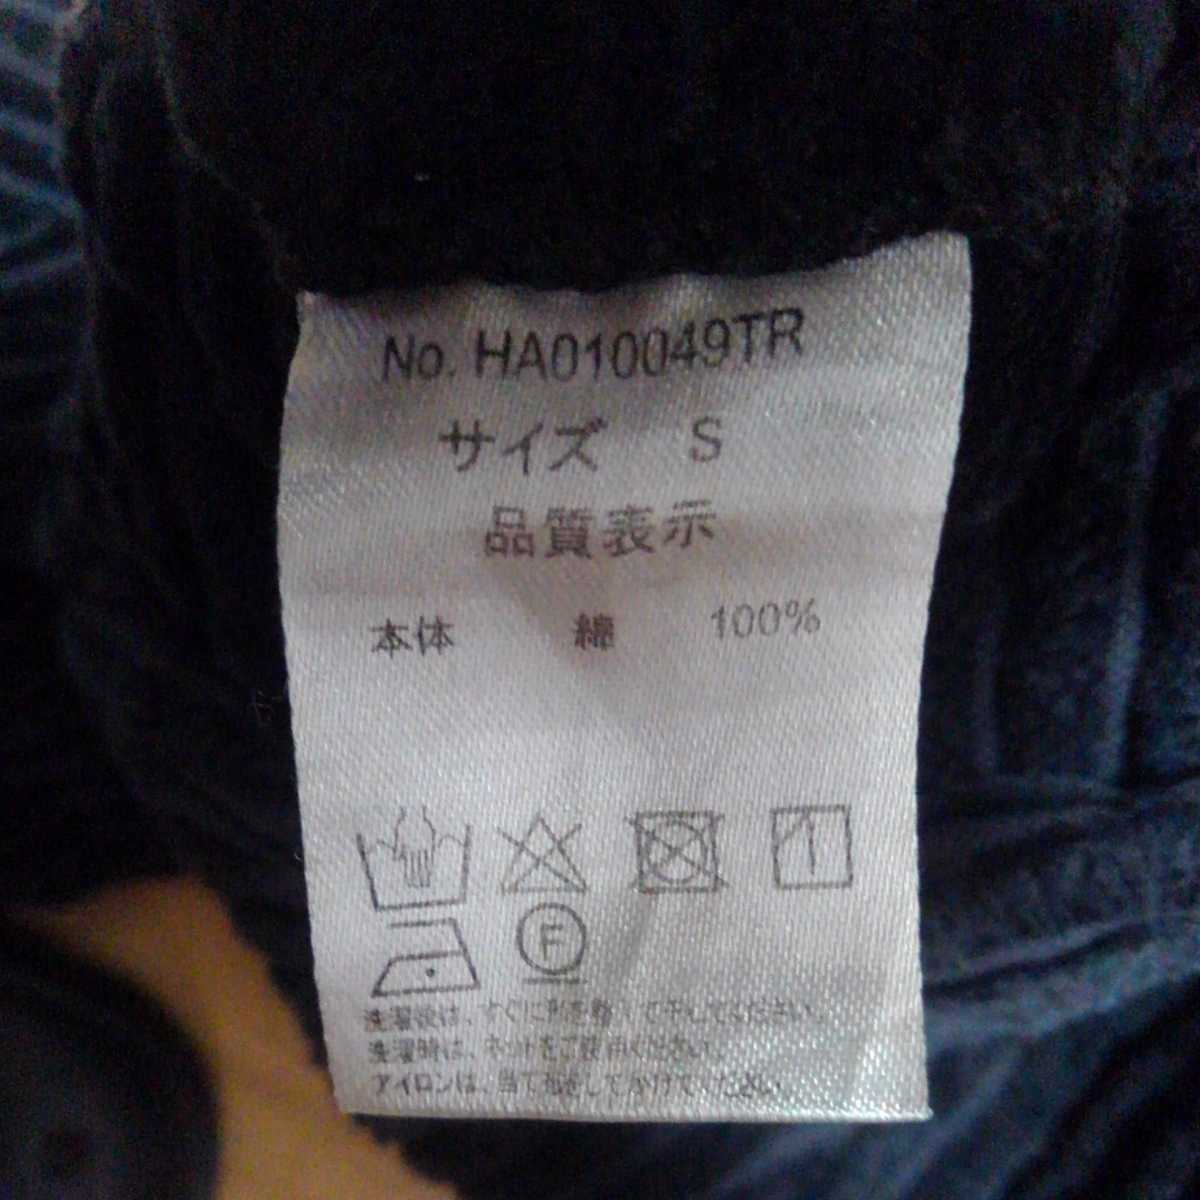 No. HA010049TR
サイズ S
品質表示
本体 綿 100%
F
洗濯後は、すぐに形を整えて干してください。
洗濯時は、ネットをご使用ください。
アイロンは、当て布をしてかけてください。